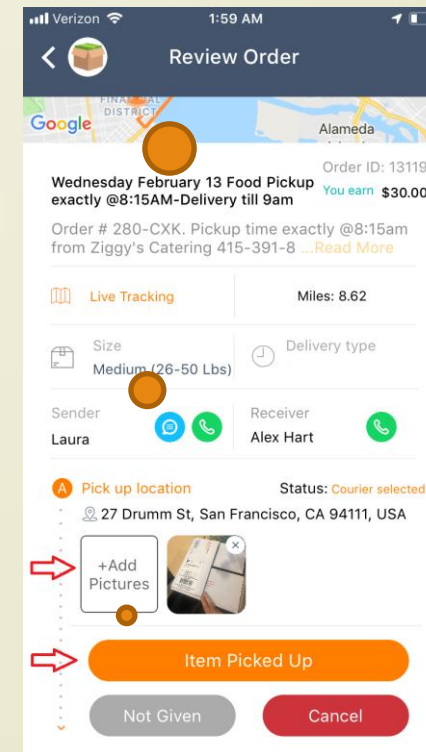 Verizon 1:59 AM
Review Order
FINANCIAL
DISTRICT
Google
Alameda
Order ID: 13119
Wednesday February 13 Food Pickup
exactly @8:15AM-Delivery till 9am
You earn $30.00
Order # 280-CXK. Pickup time exactly @8:15am
from Ziggy's Catering 415-391-8 ...Read More
Live Tracking
Miles: 8.62
Size
Medium (26-50 Lbs)
Delivery type
Sender
Laura
Receiver
Alex Hart
A Pick up location
Status: Courier selected
27 Drumm St, San Francisco, CA 94111, USA
+Add
Pictures
Item Picked Up
Not Given
Cancel